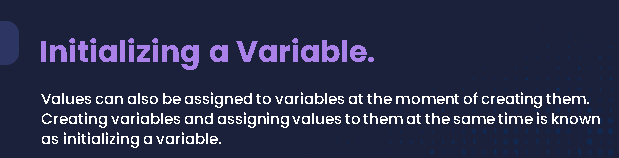 Initializing a Variable.
Values can also be assigned to variables at the moment of creating them.
Creating variables and assigning values to them at the same time is known
as initializing a variable.